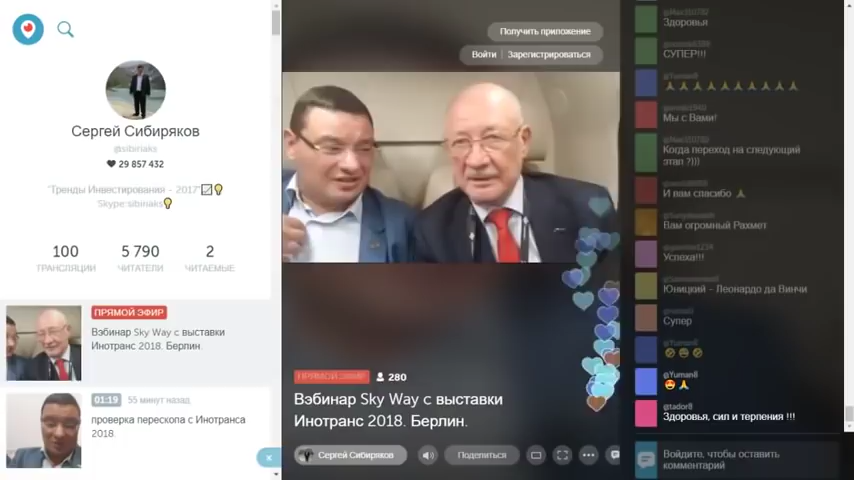 Сергей Сибиряков
@sibiriaks
29 857 432
"Тренды Инвестирования - 2017"
Skype:sibinaks
100
5 790
2
ТРАНСЛЯЦИИ
ЧИТАТЕЛИ
ЧИТАЕМЫЕ
ПРЯМОЙ ЭФИР
Вэбинар Sky Way с выставки
Инотранс 2018. Берлин.
01:19 55 минут назад
проверка перескопа с Инотранса
2018.
Получить приложение
Войти | Зарегистрироваться
ПРЯМОЙ ЭФИР 280
Вэбинар Sky Way с выставки
Инотранс 2018. Берлин.
Сергей Сибиряков
Поделиться
Здоровья
СУПЕР!!!
@Yuman8
Мы с Вами!
Когда переход на следующий
этап ?)))
И вам спасибо
Вам огромный Рахмет
Успеха!!!
Юницкий - Леонардо да Винчи
Супер
@Yuman8
@Yuman8
@tador8
Здоровья, сил и терпения !!!
Войдите, чтобы оставить
комментарий